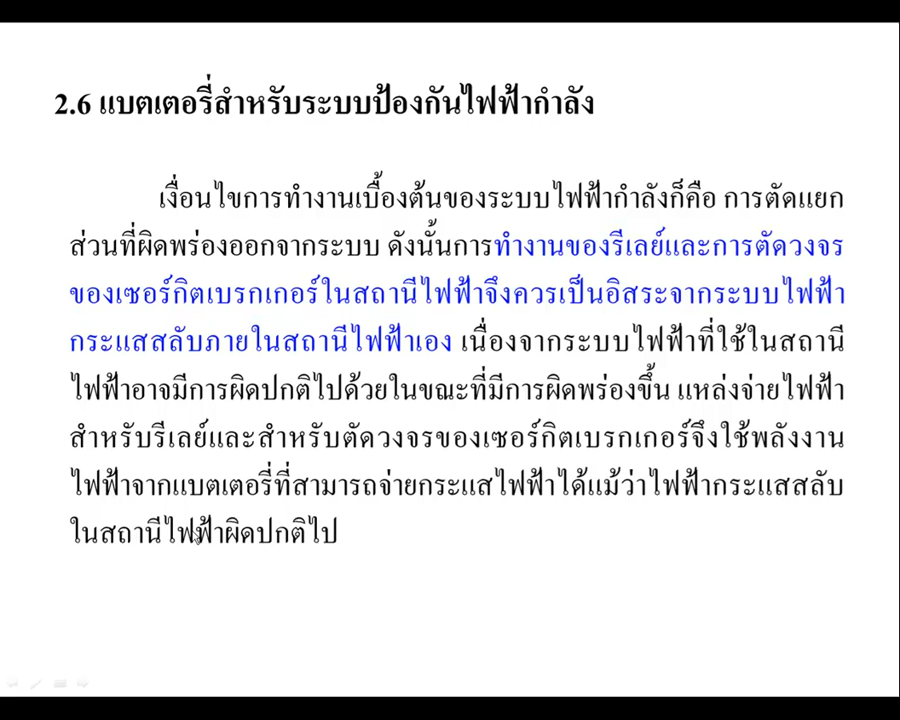 2.6 แบตเตอรี่สำหรับระบบป้องกันไฟฟ้ากำลัง
เงื่อนไขการทำงานเบื้องต้นของระบบไฟฟ้ากำลังก็คือ การตัดแยก
ส่วนที่ผิดพร่องออกจากระบบ ดังนั้นการทำงานของรีเลย์และการตัดวงจร
ของเซอร์กิตเบรกเกอร์ในสถานีไฟฟ้าจึงควรเป็นอิสระจากระบบไฟฟ้า
กระแสสลับภายในสถานีไฟฟ้าเอง เนื่องจากระบบไฟฟ้าที่ใช้ในสถานี
ไฟฟ้าอาจมีการผิดปกติไปด้วยในขณะที่มีการผิดพร่องขึ้น แหล่งจ่ายไฟฟ้า
สำหรับรีเลย์และสำหรับตัดวงจรของเซอร์กิตเบรกเกอร์จึงใช้พลังงาน
ไฟฟ้าจากแบตเตอรี่ที่สามารถจ่ายกระแสไฟฟ้าได้แม้ว่าไฟฟ้ากระแสสลับ
ในสถานีไฟฟ้าผิดปกติไป